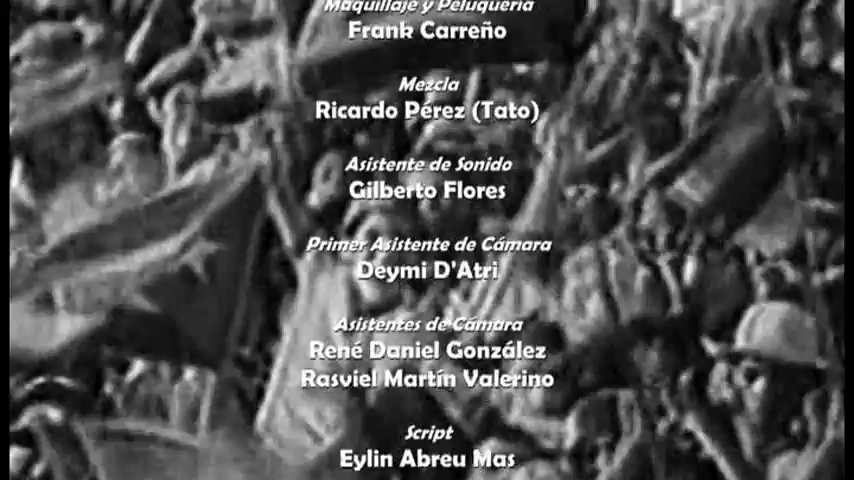 Maquillaje y Peluquería
Frank Carreño
Mezcla
Ricardo Pérez (Tato)
Asistente de Sonido
Gilberto Flores
Primer Asistente de Cámara
Deymi D'Atri
Asistentes de Cámara
René Daniel González
Rasviel Martín Valerino
Script
Eylin Abreu Mas